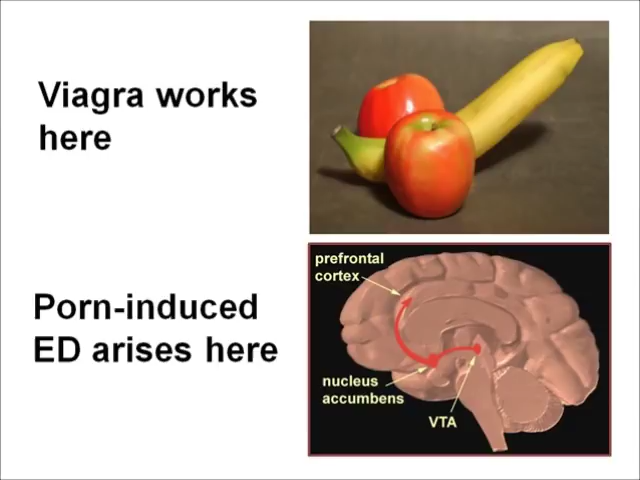 Viagra works
here
prefrontal
cortex
Porn-induced
ED arises here
nucleus
accumbens
VTA